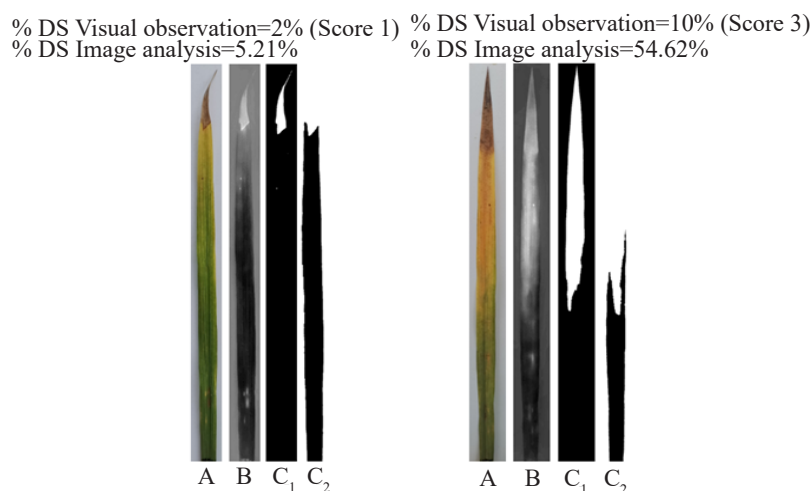 % DS Visual observation=2% (Score 1)
% DS Image analysis=5.21%
% DS Visual observation=10% (Score 3)
% DS Image analysis=54.62%
A B C₁ C₂
A B C₁ C₂